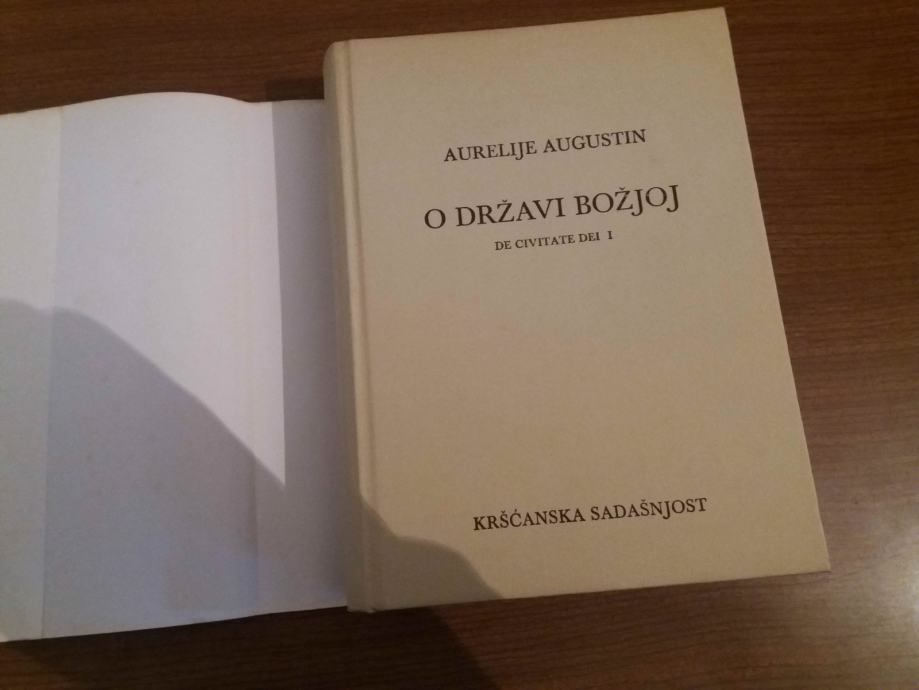 AURELIJE AUGUSTIN
O DRŽAVI BOŽJOJ
DE CIVITATE DEI I
KRŠĆANSKA SADAŠNJOST